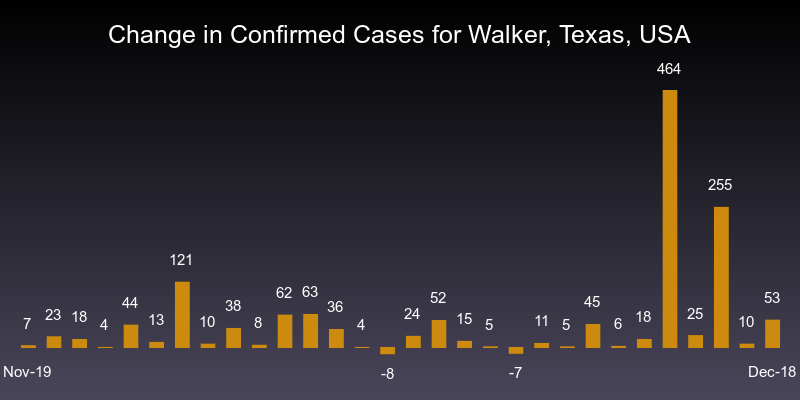 Change in Confirmed Cases for Walker, Texas, USA
7 23 18 4 44 13 121 10 38 8 62 63 36 4 -8 24 52 15 5 -7 11 5 45 6 18 464 25 255 10 53
Nov-19 Dec-18